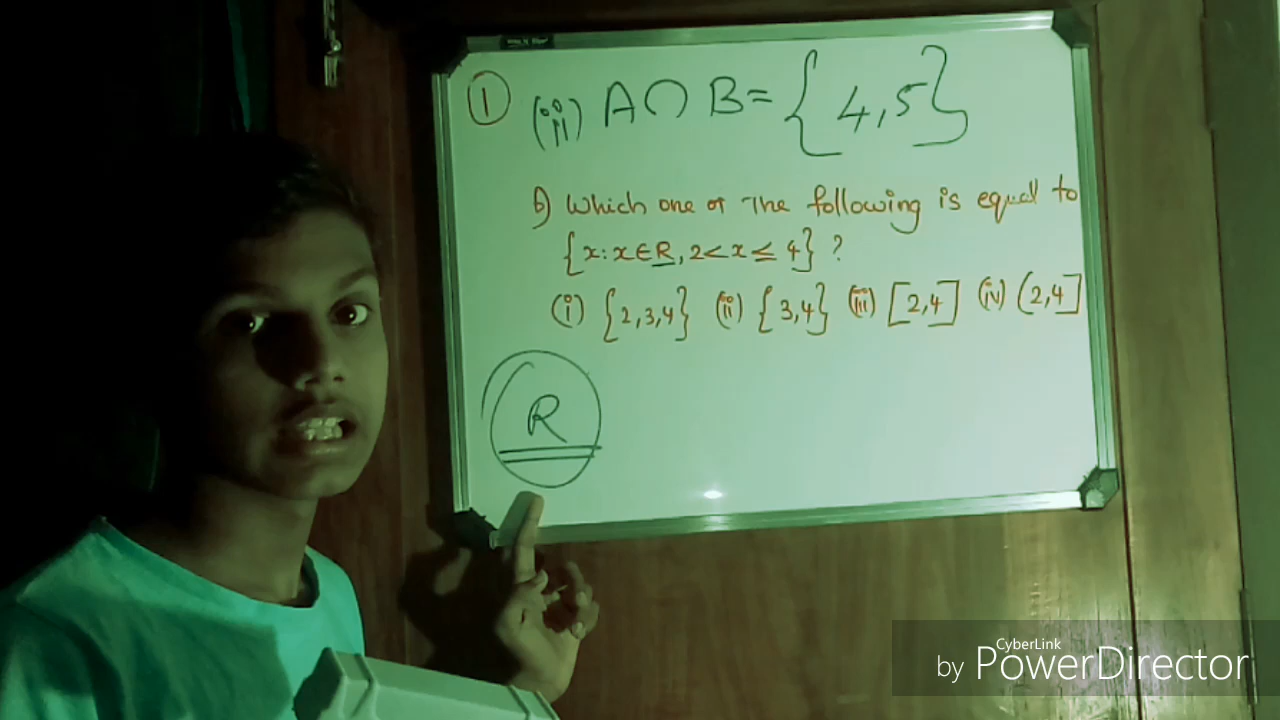 1 (ii) A ∩ B = {4,5}
b) Which one of The following is equal to
{x : x ∈ R, 2 < x ≤ 4} ?
(i) {2,3,4} (ii) {3,4} (iii) [2,4] (iv) (2,4]
R
CyberLink
by PowerDirector